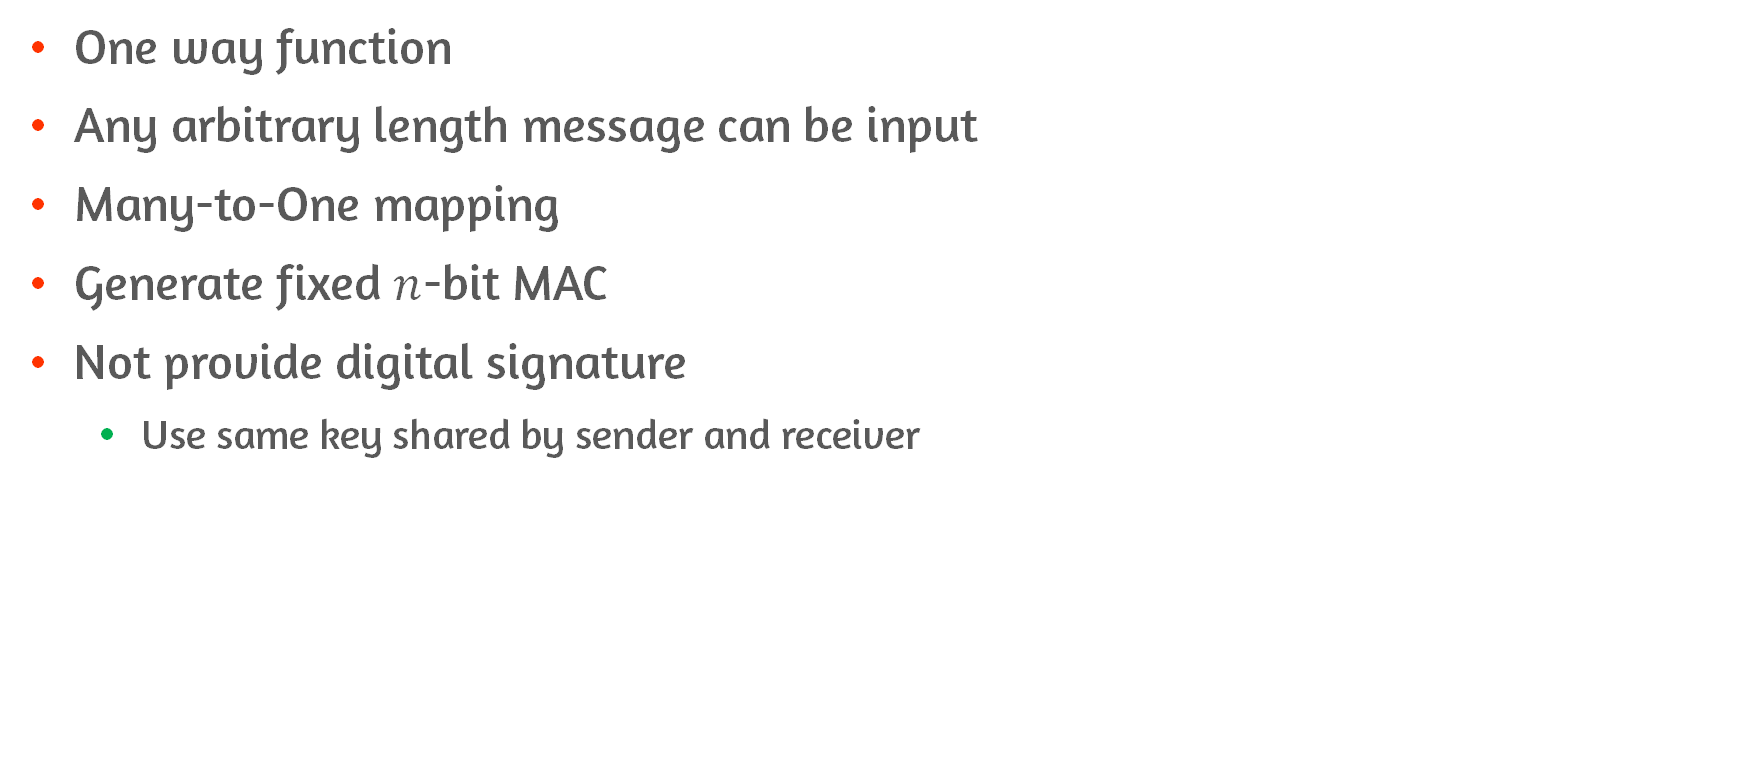 • One way function
• Any arbitrary length message can be input
• Many-to-One mapping
• Generate fixed n-bit MAC
• Not provide digital signature
• Use same key shared by sender and receiver